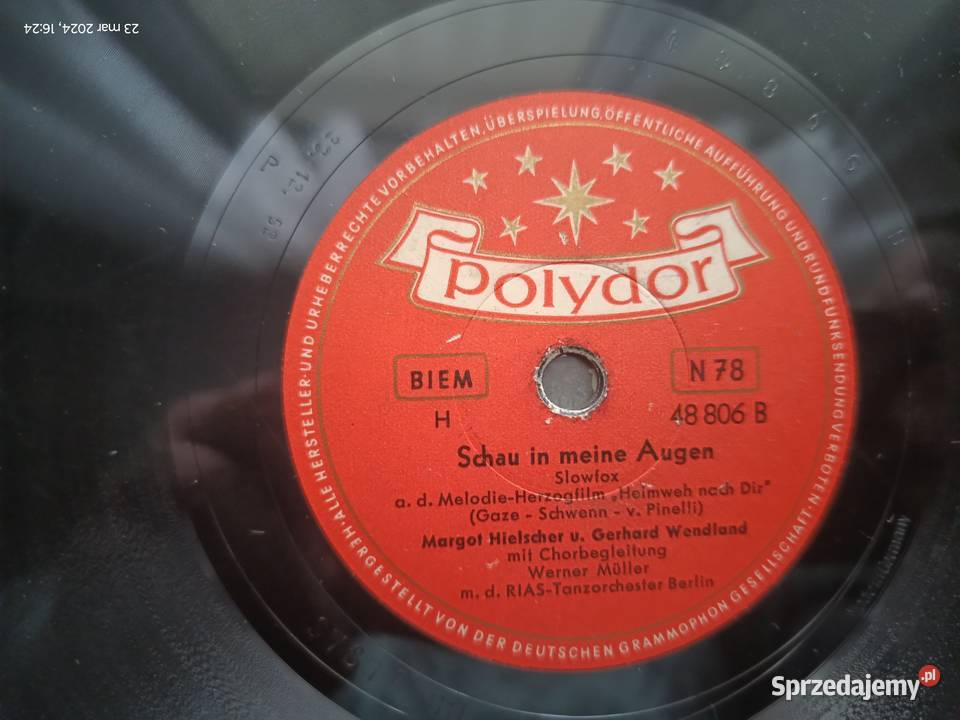 23 mar 2024, 16:24
ALLE HERSTELLER- UND URHEBERRECHTE VORBEHALTEN, ÜBERSPIELUNG, ÖFFENTLICHE AUFFÜHRUNG UND RUNDFUNKSENDUNG VERBOTEN.
polydor
BIEM N 78
H 48 806 B
Schau in meine Augen
Slowfox
a. d. Melodie-Herzogfilm „Heimweh nach Dir"
(Gaze - Schwenn - v. Pinelli)
Margot Hielscher u. Gerhard Wendland
mit Chorbegleitung
Werner Müller
m. d. RIAS-Tanzorchester Berlin
HERGESTELLT VON DER DEUTSCHEN GRAMMOPHON GESELLSCHAFT
Sprzedajemy.pl